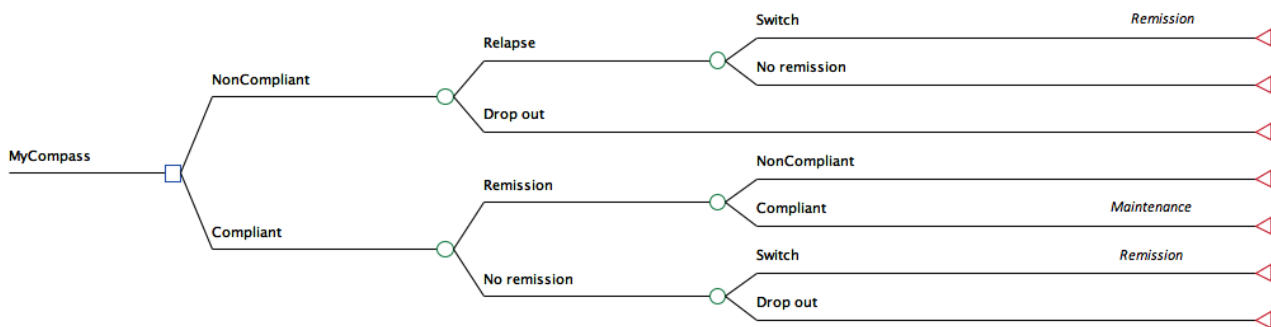 Switch
Remission
Relapse
No remission
NonCompliant
Drop out
MyCompass
NonCompliant
Remission
Compliant
Maintenance
Compliant
Switch
Remission
No remission
Drop out